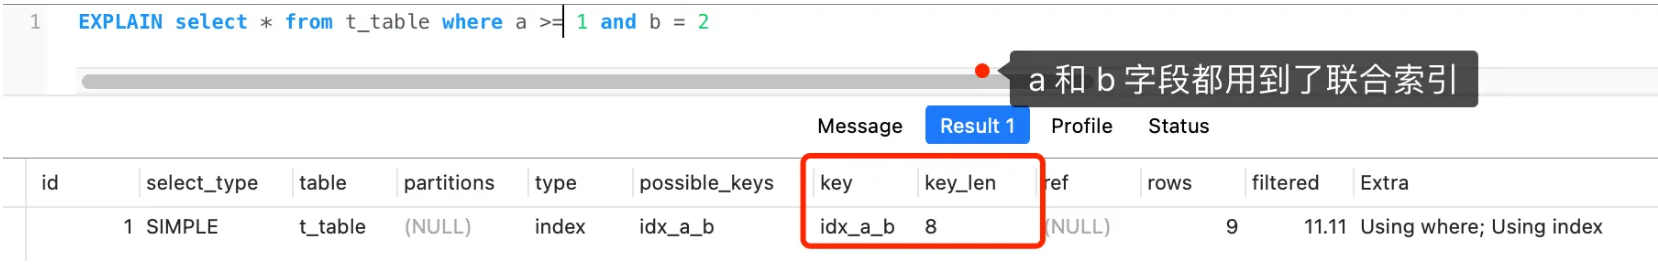 1 EXPLAIN select * from t_table where a >= 1 and b = 2
a 和 b 字段都用到了联合索引
Message Result 1 Profile Status
id select_type table partitions type possible_keys key key_len ref rows filtered Extra
1 SIMPLE t_table (NULL) index idx_a_b idx_a_b 8 (NULL) 9 11.11 Using where; Using index